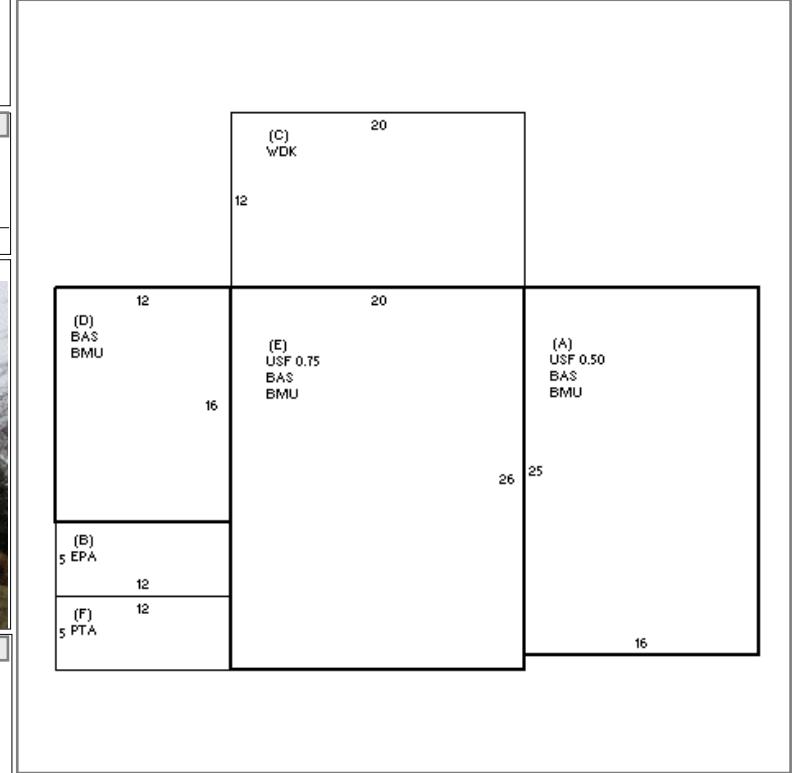 20
(C)
WDK
12
12
(D)
BAS
BMU
16
20
(E)
USF 0.75
BAS
BMU
26
(A)
USF 0.50
BAS
BMU
25
16
(B)
5 EPA
12
12
(F)
5 PTA